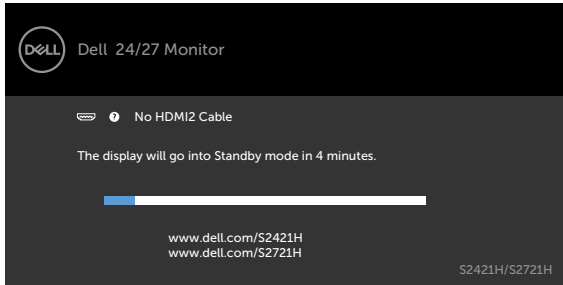 DELL
Dell 24/27 Monitor
? No HDMI2 Cable
The display will go into Standby mode in 4 minutes.
www.dell.com/S2421H
www.dell.com/S2721H
S2421H/S2721H